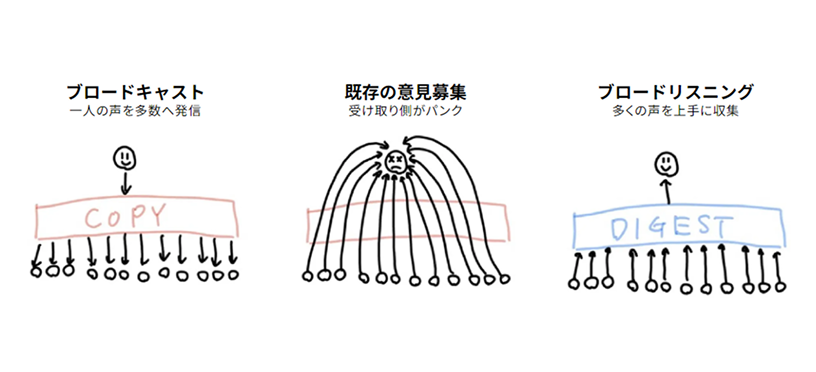 ブロードキャスト
一人の声を多数へ発信
COPY
既存の意見募集
受け取り側がパンク
ブロードリスニング
多くの声を上手に収集
DIGEST